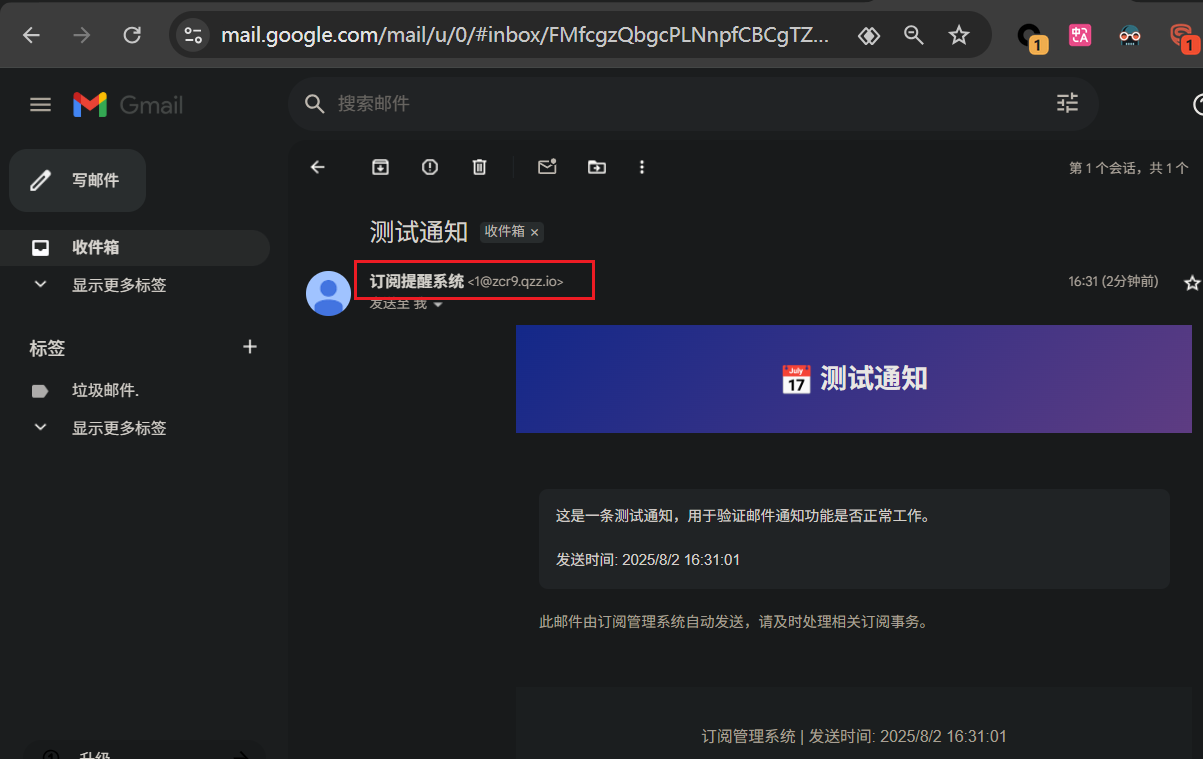 mail.google.com/mail/u/0/#inbox/FMfcgzQbgcPLNnpfCBCgTZ...
1
1
Gmail
搜索邮件
写邮件
第 1 个会话，共 1 个
收件箱
显示更多标签
测试通知
收件箱 ×
订阅提醒系统 <1@zcr9.qzz.io>
16:31 (2分钟前)
发送至 我
标签
垃圾邮件.
显示更多标签
July
17
测试通知
这是一条测试通知，用于验证邮件通知功能是否正常工作。
发送时间: 2025/8/2 16:31:01
此邮件由订阅管理系统自动发送，请及时处理相关订阅事务。
订阅管理系统 | 发送时间: 2025/8/2 16:31:01
升级